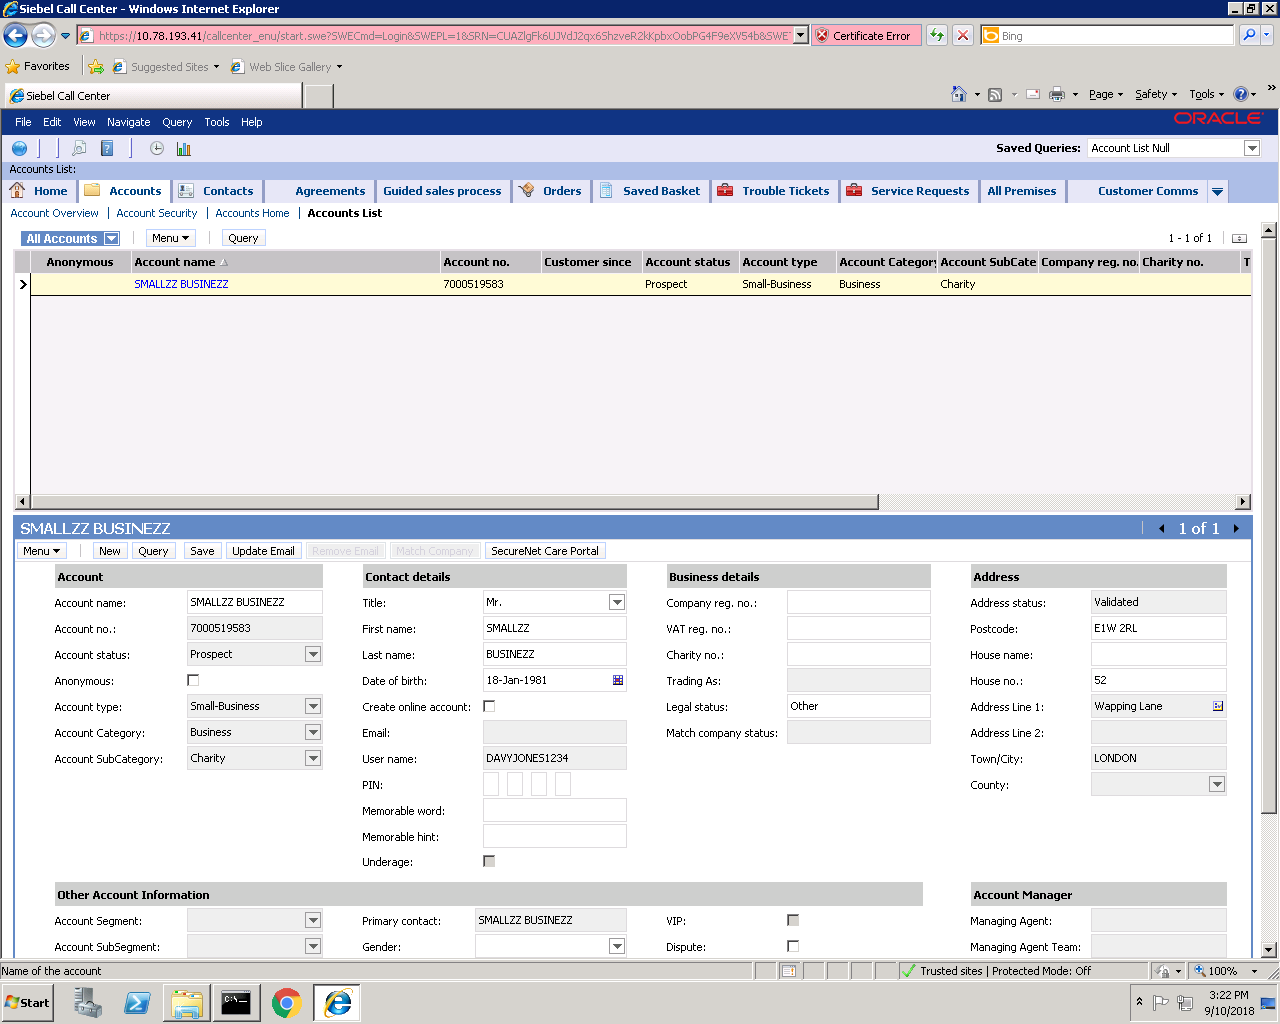 Siebel Call Center - Windows Internet Explorer
https://10.78.193.41/callcenter_enu/start.swe?SWECmd=Login&SWEPL=1&SRN= Certificate Error Bing
Favorites Suggested Sites Web Slice Gallery
Siebel Call Center Page Safety Tools
File Edit View Navigate Query Tools Help ORACLE
Saved Queries: Account List Null
Accounts List:
Home Accounts Contacts Agreements Guided sales process Orders Saved Basket Trouble Tickets Service Requests All Premises Customer Comms
Account Overview | Account Security | Accounts Home | Accounts List
All Accounts Menu Query 1 - 1 of 1
Anonymous Account name Account no. Customer since Account status Account type Account Category Account SubCate Company reg. no. Charity no. T
SMALLZZ BUSINEZZ 7000519583 Prospect Small-Business Business Charity
SMALLZZ BUSINEZZ 1 of 1
Menu New Query Save Update Email Remove Email Match Company SecureNet Care Portal
Account Contact details Business details Address
Account name: SMALLZZ BUSINEZZ Title: Mr. Company reg. no.: Address status: Validated
Account no.: 7000519583 First name: SMALLZZ VAT reg. no.: Postcode: E1W 2RL
Account status: Prospect Last name: BUSINEZZ Charity no.: House name:
Anonymous: Date of birth: 18-Jan-1981 Trading As: House no.: 52
Account type: Small-Business Create online account: Legal status: Other Address Line 1: Wapping Lane
Account Category: Business Email: Match company status: Address Line 2:
Account SubCategory: Charity User name: DAVYJONES1234 Town/City: LONDON
PIN: County:
Memorable word:
Memorable hint:
Underage:
Other Account Information Account Manager
Account Segment: Primary contact: SMALLZZ BUSINEZZ VIP: Managing Agent:
Account SubSegment: Gender: Dispute: Managing Agent Team:
Name of the account Trusted sites | Protected Mode: Off 100%
Start 3:22 PM
9/10/2018